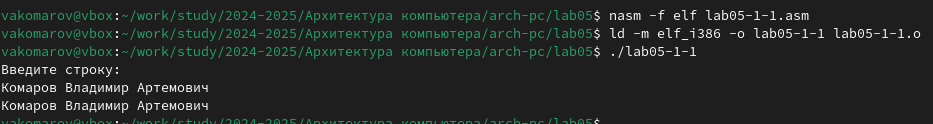 vakomarov@vbox:~/work/study/2024-2025/Архитектура компьютера/arch-pc/lab05$ nasm -f elf lab05-1-1.asm
vakomarov@vbox:~/work/study/2024-2025/Архитектура компьютера/arch-pc/lab05$ ld -m elf_i386 -o lab05-1-1 lab05-1-1.o
vakomarov@vbox:~/work/study/2024-2025/Архитектура компьютера/arch-pc/lab05$ ./lab05-1-1
Введите строку:
Комаров Владимир Артемович
Комаров Владимир Артемович
vakomarov@vbox:~/work/study/2024-2025/Архитектура компьютера/arch-pc/lab05$